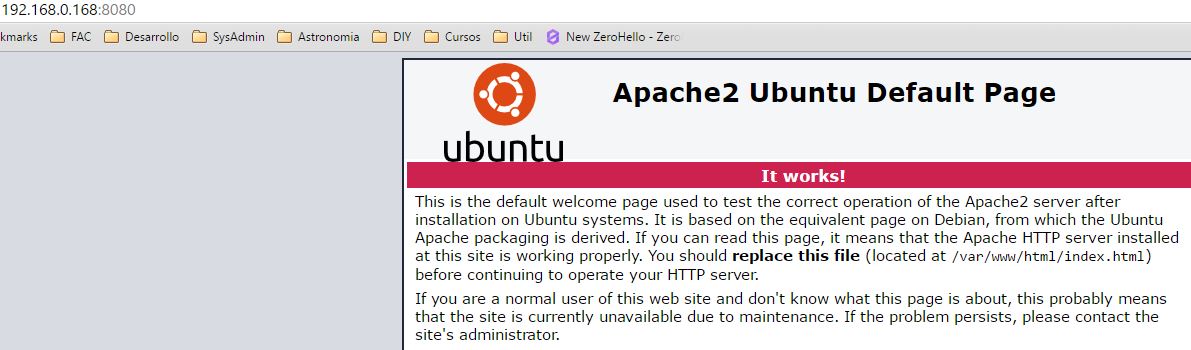 192.168.0.168:8080
kmarks FAC Desarrollo SysAdmin Astronomia DIY Cursos Util New ZeroHello - Zero
ubuntu
Apache2 Ubuntu Default Page
It works!
This is the default welcome page used to test the correct operation of the Apache2 server after
installation on Ubuntu systems. It is based on the equivalent page on Debian, from which the Ubuntu
Apache packaging is derived. If you can read this page, it means that the Apache HTTP server installed
at this site is working properly. You should replace this file (located at /var/www/html/index.html)
before continuing to operate your HTTP server.
If you are a normal user of this web site and don't know what this page is about, this probably means
that the site is currently unavailable due to maintenance. If the problem persists, please contact the
site's administrator.